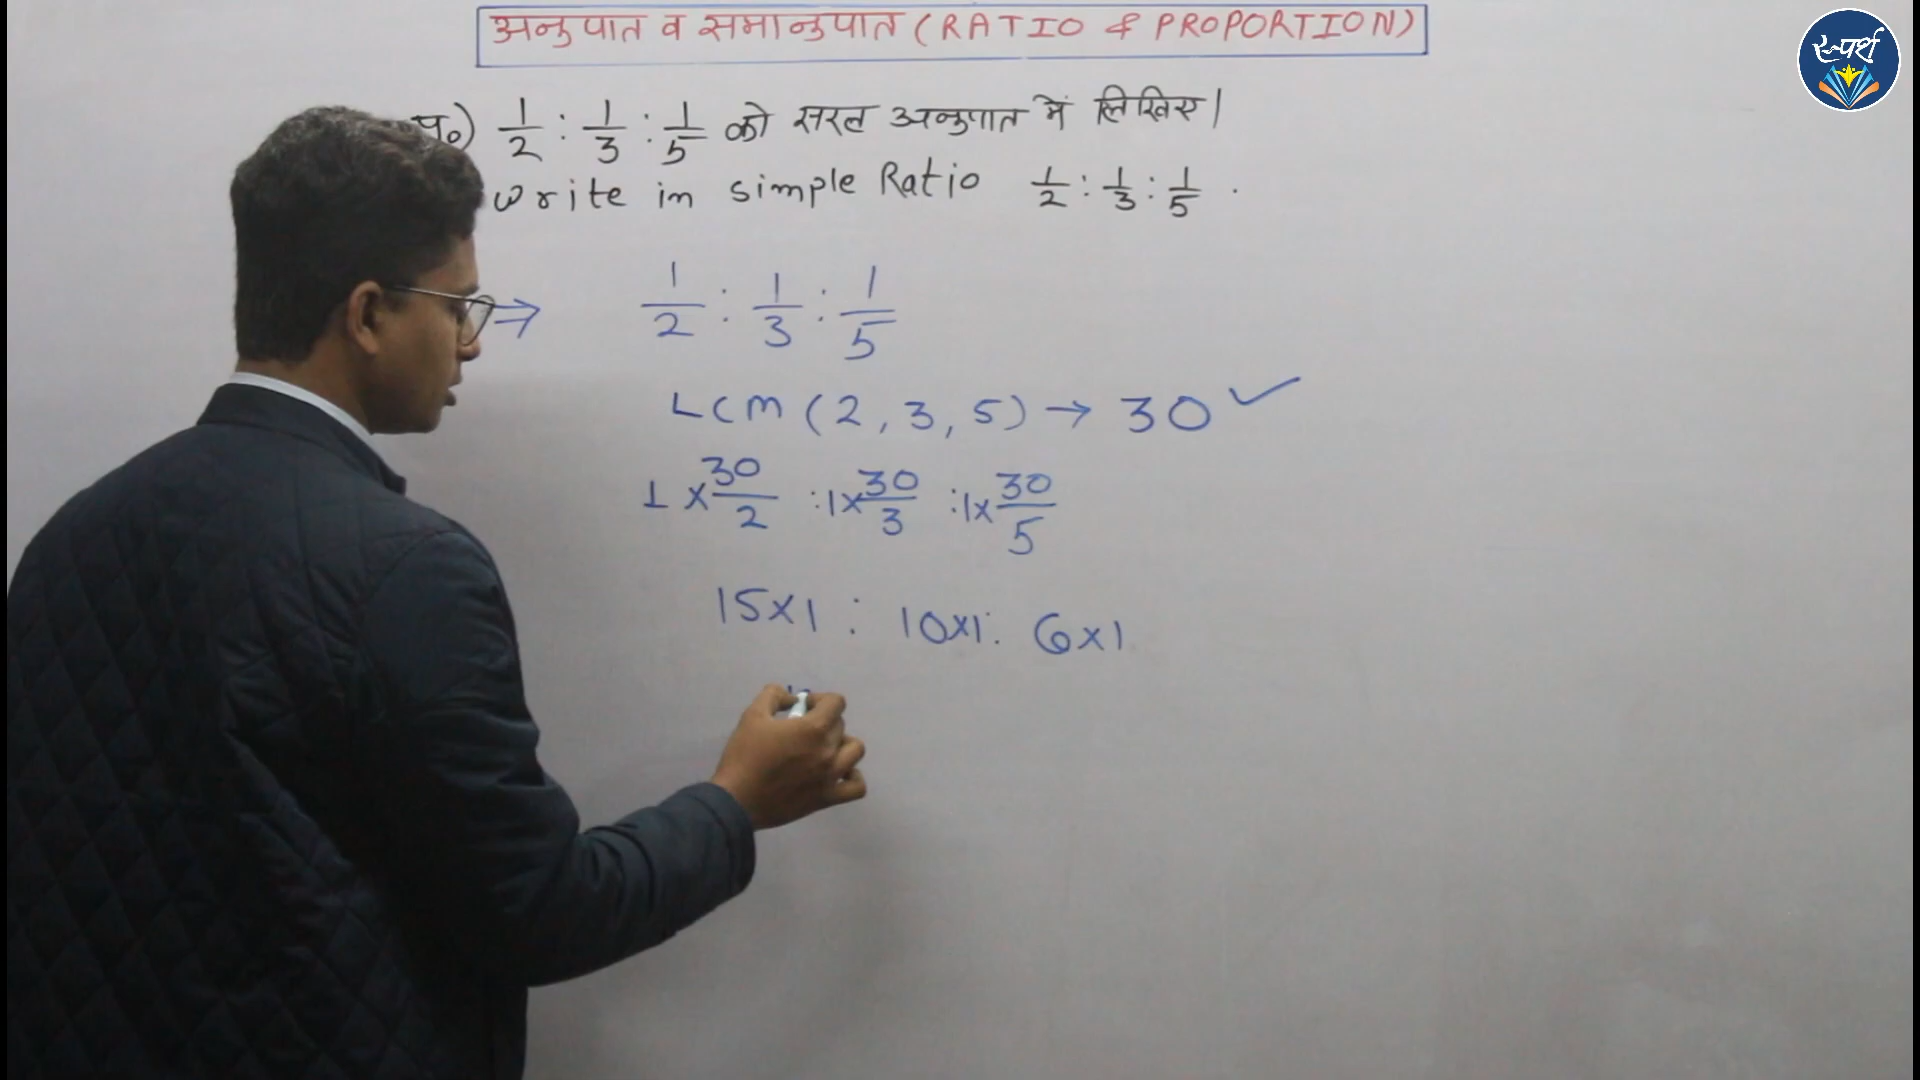 अनुपात व समानुपात (RATIO & PROPORTION)
स्पर्श
प्र०) 1/2 : 1/3 : 1/5 को सरल अनुपात में लिखिए।
write in simple Ratio 1/2 : 1/3 : 1/5 .
⇒ 1/2 : 1/3 : 1/5
LCM (2, 3, 5) → 30 ✓
1 × 30/2 : 1 × 30/3 : 1 × 30/5
15×1 : 10×1 : 6×1